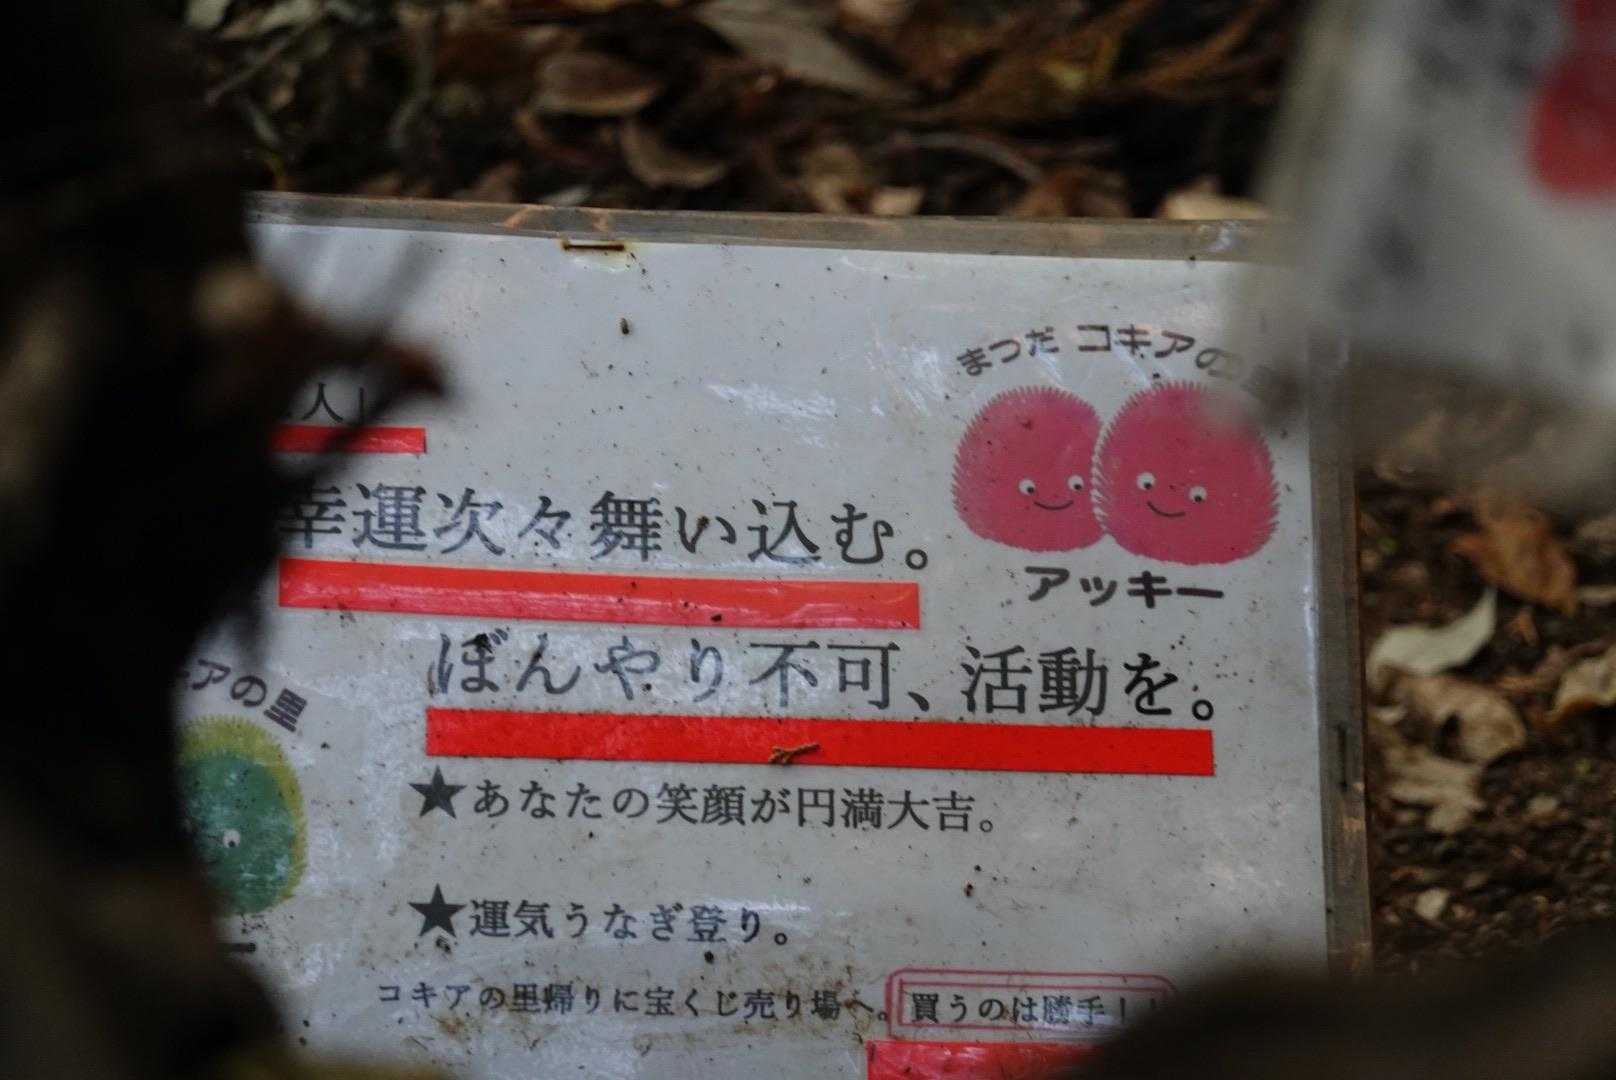 まつだ コキアの
人」
幸運次々舞い込む。
アッキー
ぼんやり不可、活動を。
キアの里
★あなたの笑顔が円満大吉。
★運気うなぎ登り。
コキアの里帰りに宝くじ売り場へ。
買うのは勝手!!